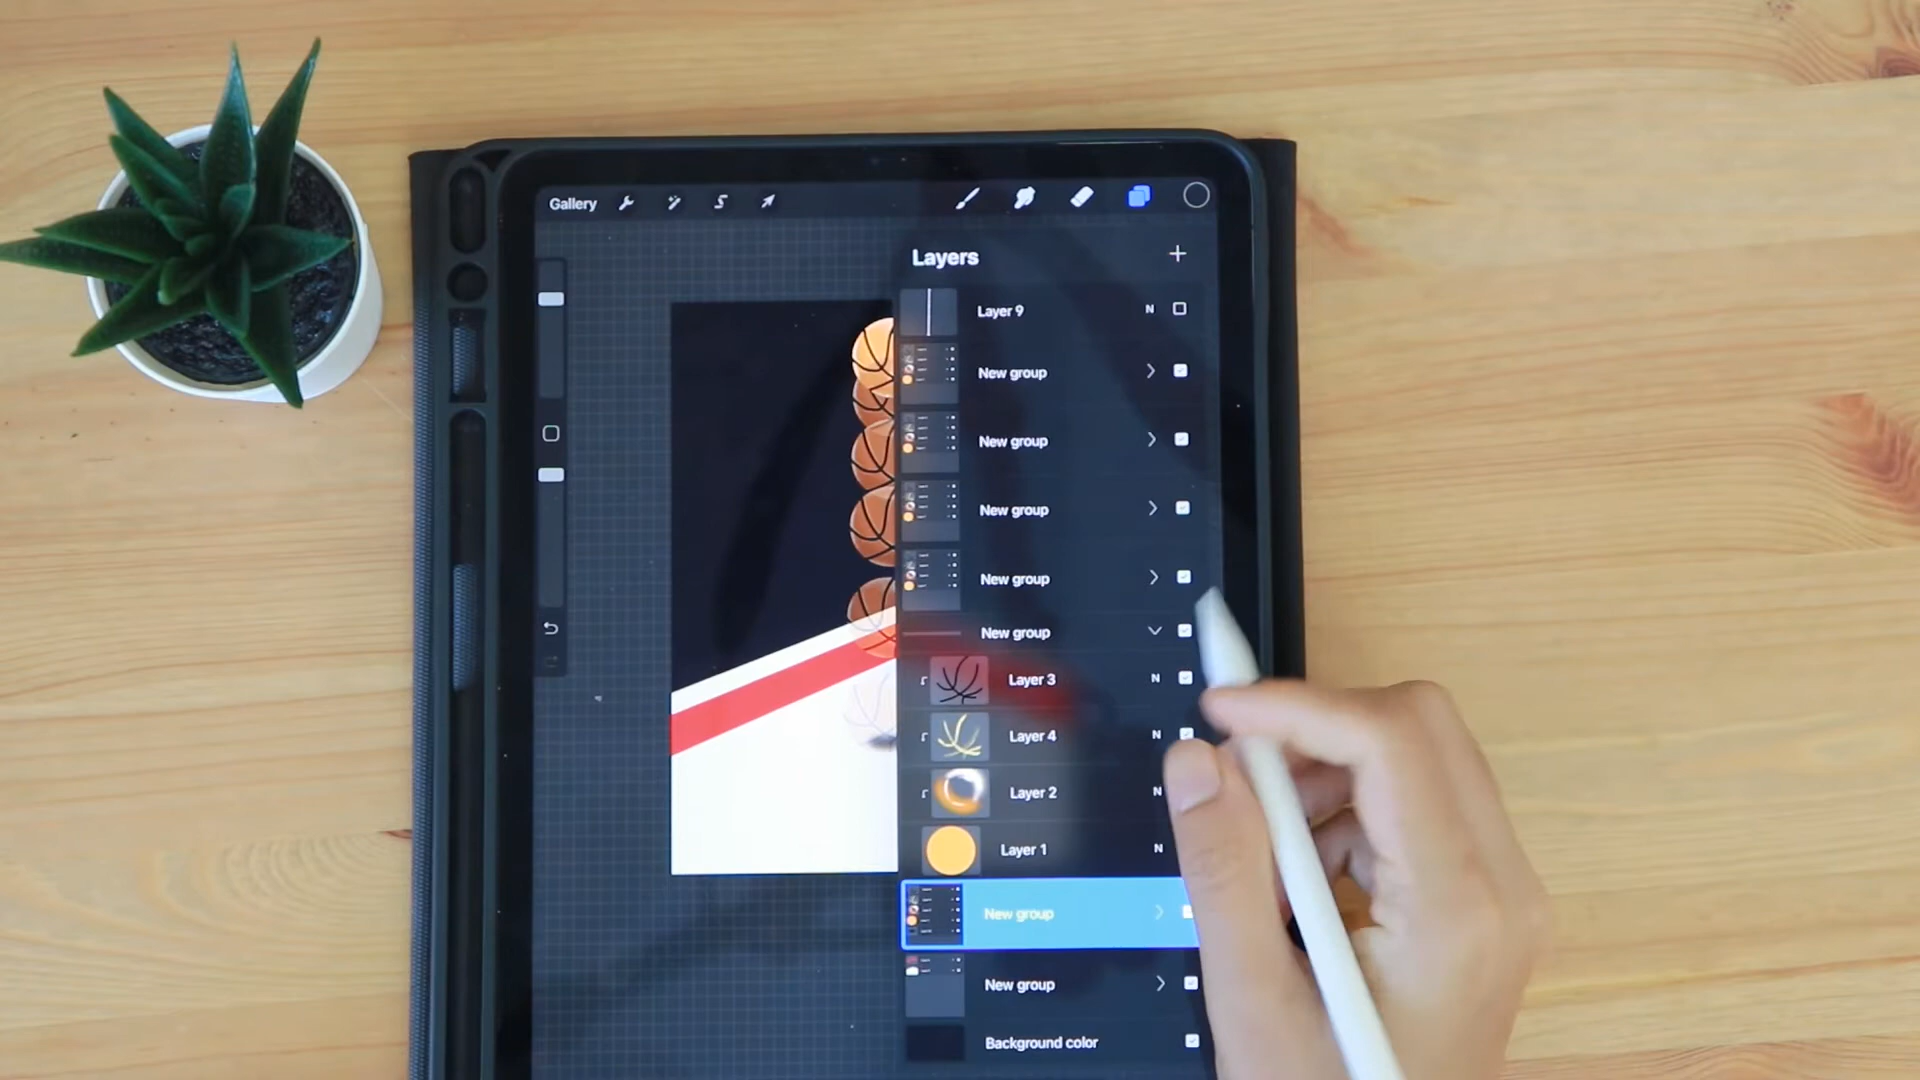 Gallery
Layers
Layer 9 N
New group
New group
New group
New group
New group
Layer 3 N
Layer 4 N
Layer 2 N
Layer 1 N
New group
New group
Background color